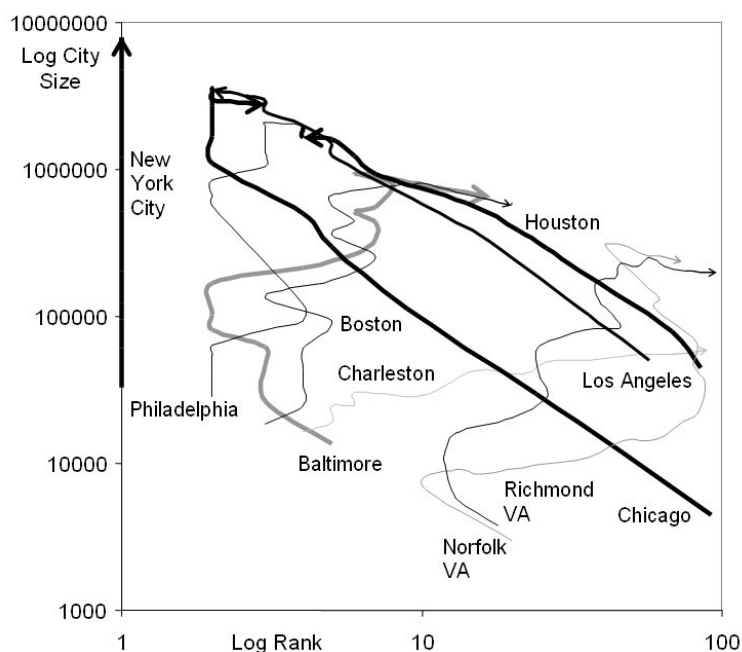 10000000
Log City
Size
1000000
New
York
City
Houston
100000
Boston
Charleston
Los Angeles
Philadelphia
Baltimore
10000
Richmond
VA
Chicago
Norfolk
VA
1000
1
Log Rank
10
100